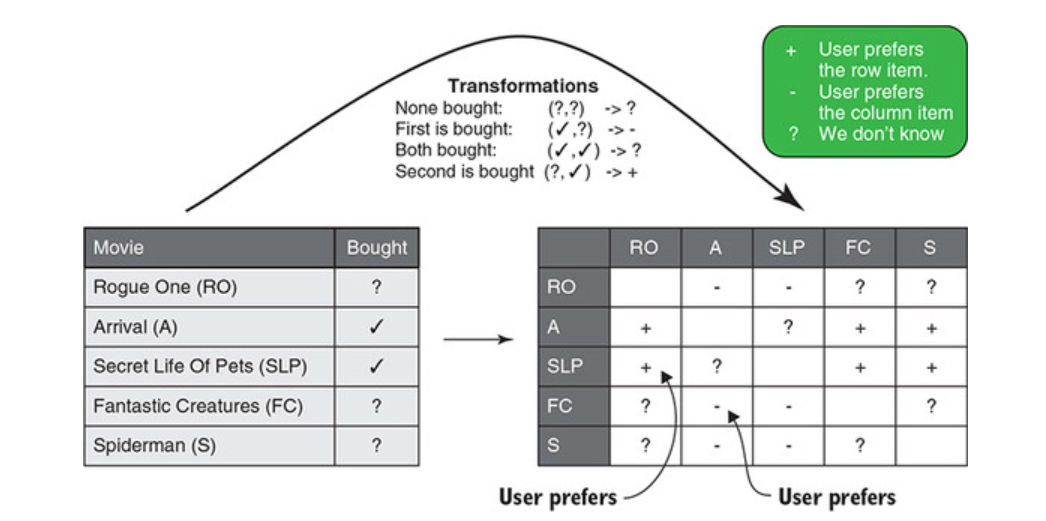 Transformations
None bought: (?,?) -> ?
First is bought: (✓,?) -> -
Both bought: (✓,✓) -> ?
Second is bought (?,✓) -> +
+ User prefers
the row item.
- User prefers
the column item
? We don't know
Movie Bought
Rogue One (RO) ?
Arrival (A) ✓
Secret Life Of Pets (SLP) ✓
Fantastic Creatures (FC) ?
Spiderman (S) ?
RO A SLP FC S
RO - - ? ?
A + ? + +
SLP + ? + +
FC ? - - ?
S ? - - ?
User prefers
User prefers